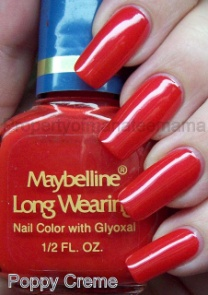 Maybelline®
Long Wearing
Nail Color with Glyoxal
1/2 FL. OZ.
Poppy Creme